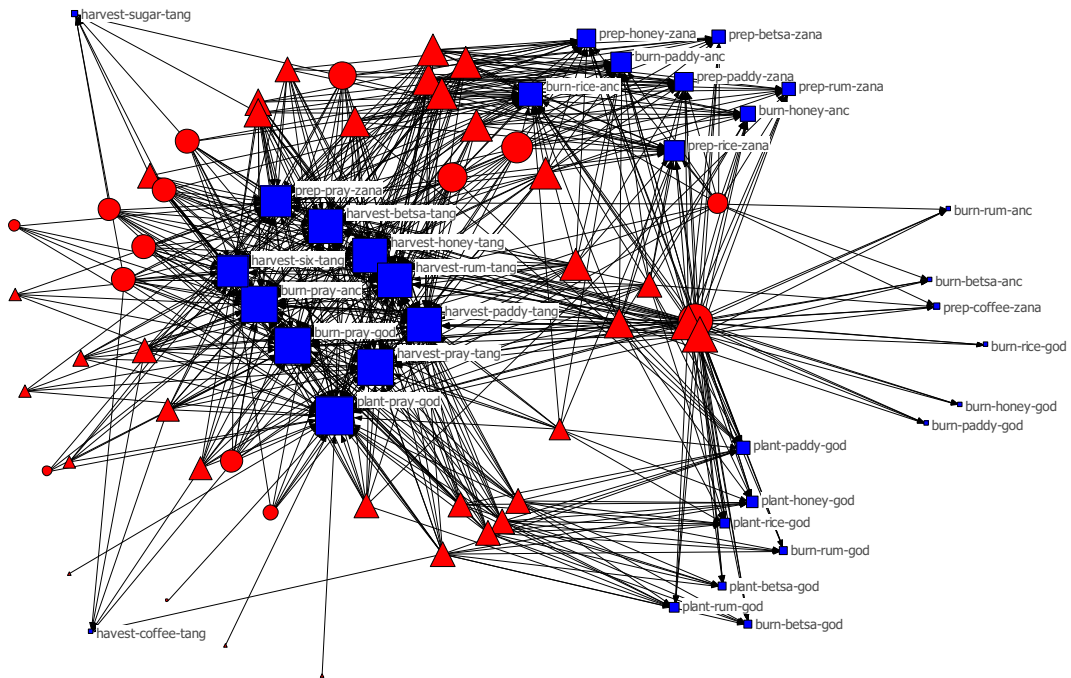 harvest-sugar-tang
prep-honey-zana
prep-betsa-zana
burn-paddy-anc
prep-paddy-zana
burn-rice-anc
prep-rum-zana
burn-honey-anc
prep-rice-zana
prep-pray-zana
burn-rum-anc
harvest-betsa-tang
harvest-honey-tang
harvest-six-tang
harvest-rum-tang
burn-betsa-anc
burn-pray-anc
prep-coffee-zana
harvest-paddy-tang
burn-pray-god
burn-rice-god
harvest-pray-tang
plant-pray-god
burn-honey-god
burn-paddy-god
plant-paddy-god
plant-honey-god
plant-rice-god
burn-rum-god
plant-betsa-god
plant-rum-god
burn-betsa-god
havest-coffee-tang